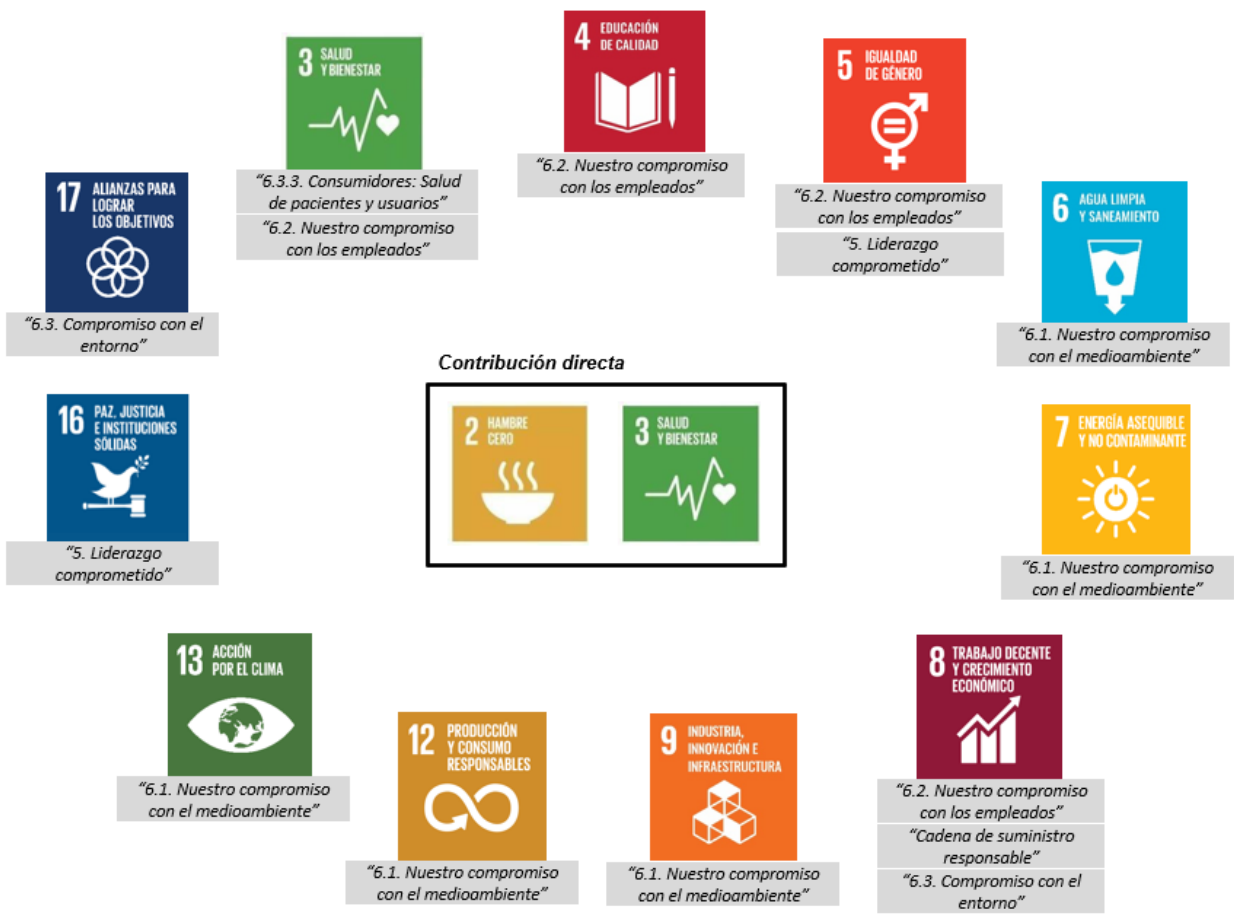 3 SALUD
Y BIENESTAR
“6.3.3. Consumidores: Salud
de pacientes y usuarios”
“6.2. Nuestro compromiso
con los empleados”
4 EDUCACIÓN
DE CALIDAD
“6.2. Nuestro compromiso
con los empleados”
5 IGUALDAD
DE GÉNERO
“6.2. Nuestro compromiso
con los empleados”
“5. Liderazgo
comprometido”
17 ALIANZAS PARA
LOGRAR
LOS OBJETIVOS
“6.3. Compromiso con el
entorno”
6 AGUA LIMPIA
Y SANEAMIENTO
“6.1. Nuestro compromiso
con el medioambiente”
Contribución directa
2 HAMBRE
CERO
3 SALUD
Y BIENESTAR
16 PAZ, JUSTICIA
E INSTITUCIONES
SÓLIDAS
“5. Liderazgo
comprometido”
7 ENERGÍA ASEQUIBLE
Y NO CONTAMINANTE
“6.1. Nuestro compromiso
con el medioambiente”
13 ACCIÓN
POR EL CLIMA
“6.1. Nuestro compromiso
con el medioambiente”
12 PRODUCCIÓN
Y CONSUMO
RESPONSABLES
“6.1. Nuestro compromiso
con el medioambiente”
9 INDUSTRIA,
INNOVACIÓN E
INFRAESTRUCTURA
“6.1. Nuestro compromiso
con el medioambiente”
8 TRABAJO DECENTE
Y CRECIMIENTO
ECONÓMICO
“6.2. Nuestro compromiso
con los empleados”
“Cadena de suministro
responsable”
“6.3. Compromiso con el
entorno”